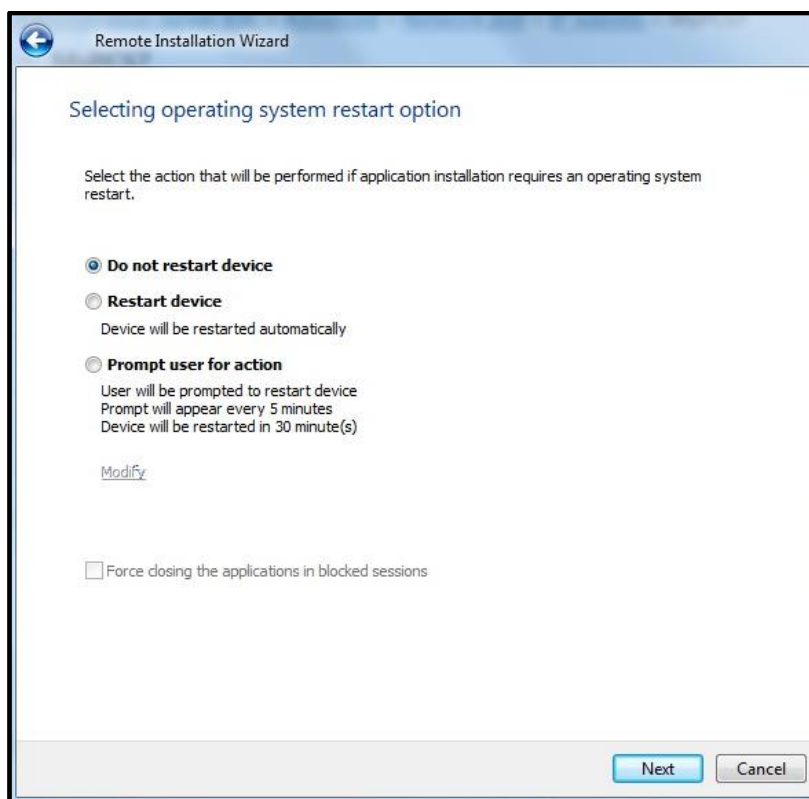 Remote Installation Wizard
Selecting operating system restart option
Select the action that will be performed if application installation requires an operating system
restart.
Do not restart device
Restart device
Device will be restarted automatically
Prompt user for action
User will be prompted to restart device
Prompt will appear every 5 minutes
Device will be restarted in 30 minute(s)
Modify
Force closing the applications in blocked sessions
Next Cancel